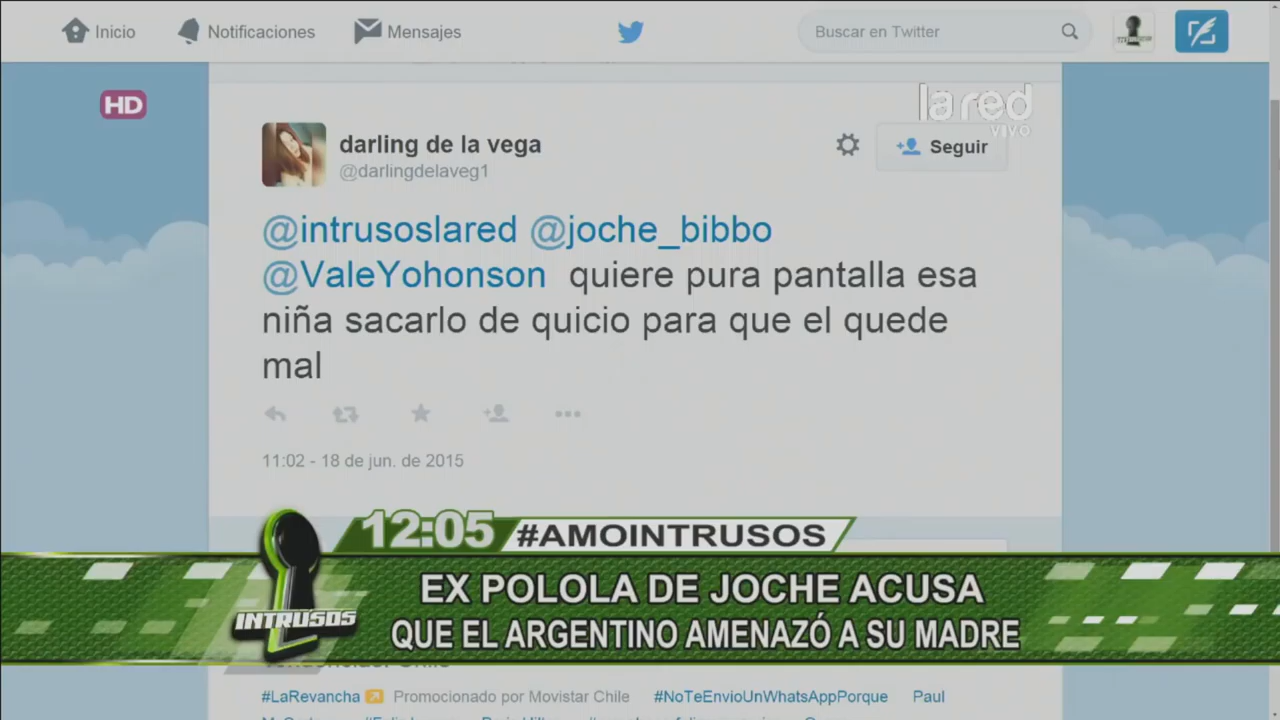 Inicio
Notificaciones
Mensajes
Buscar en Twitter
HD
la red
vivo
darling de la vega
@darlingdelaveg1
Seguir
@intrusoslared @joche_bibbo
@ValeYohonson quiere pura pantalla esa
niña sacarlo de quicio para que el quede
mal
11:02 - 18 de jun. de 2015
12:05 #AMOINTRUSOS
INTRUSOS
EX POLOLA DE JOCHE ACUSA
QUE EL ARGENTINO AMENAZÓ A SU MADRE
#LaRevancha Promocionado por Movistar Chile #NoTeEnvioUnWhatsAppPorque Paul